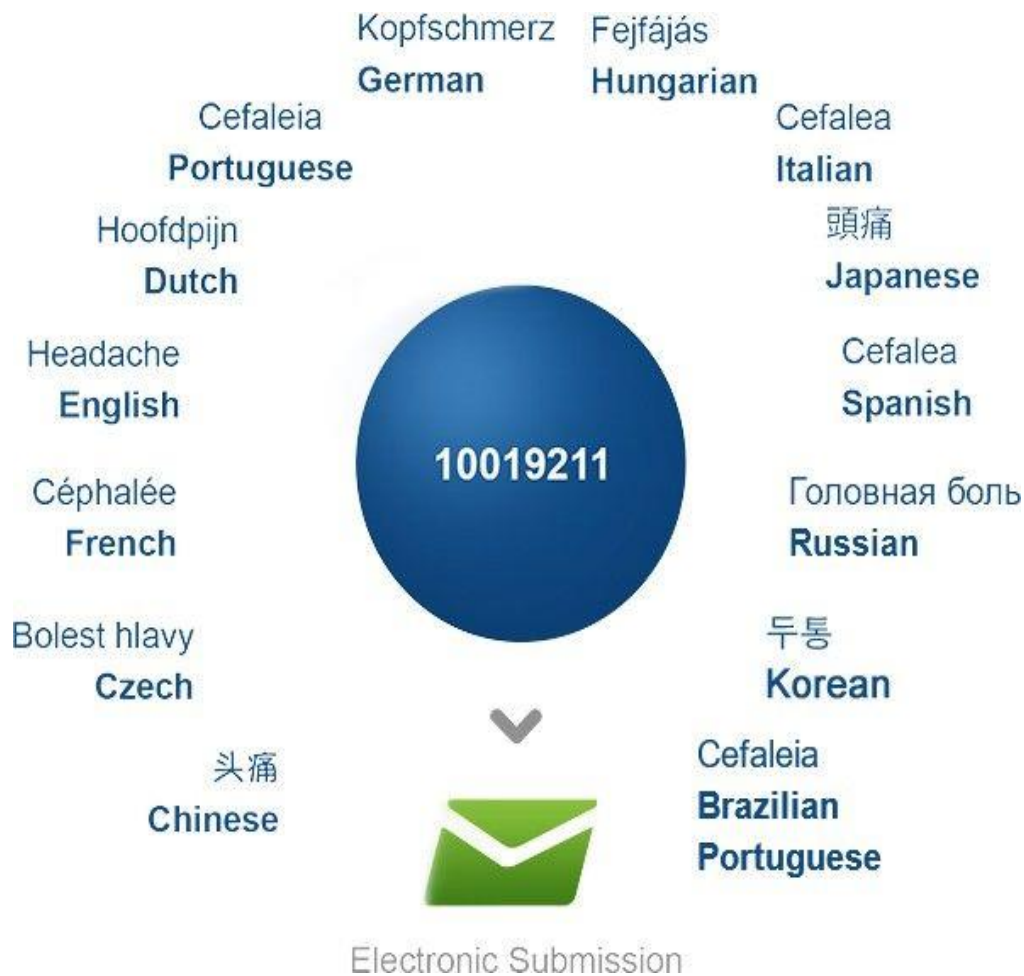 Kopfschmerz
German
Fejfájás
Hungarian
Cefaleia
Portuguese
Cefalea
Italian
Hoofdpijn
Dutch
頭痛
Japanese
Headache
English
Cefalea
Spanish
10019211
Céphalée
French
Головная боль
Russian
Bolest hlavy
Czech
두통
Korean
头痛
Chinese
Cefaleia
Brazilian
Portuguese
Electronic Submission